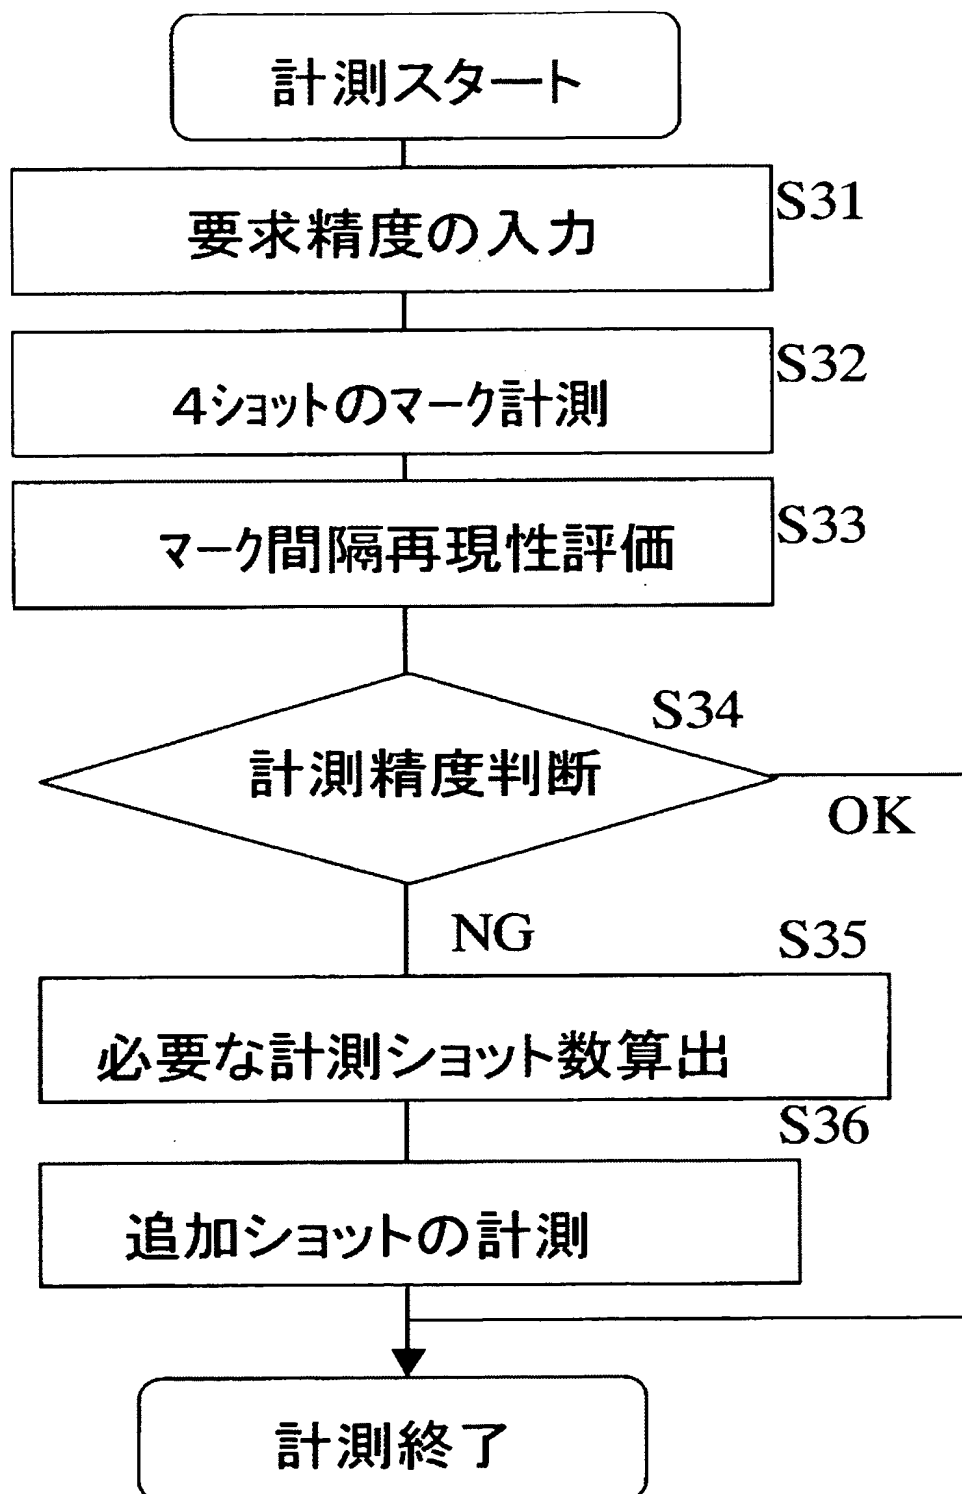 計測スタート
S31
要求精度の入力
S32
4ショットのマーク計測
S33
マーク間隔再現性評価
S34
計測精度判断
OK
NG
S35
必要な計測ショット数算出
S36
追加ショットの計測
計測終了